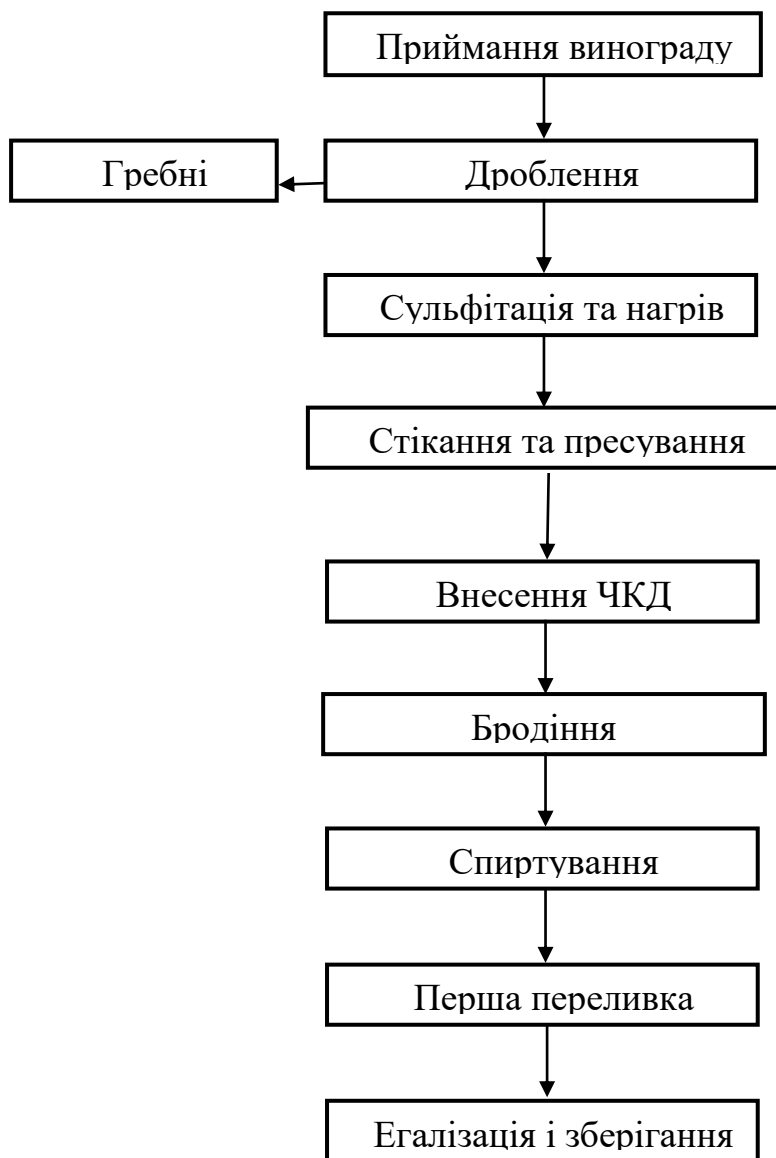 Приймання винограду
Гребні
Дроблення
Сульфітація та нагрів
Стікання та пресування
Внесення ЧКД
Бродіння
Спиртування
Перша переливка
Егалізація і зберігання